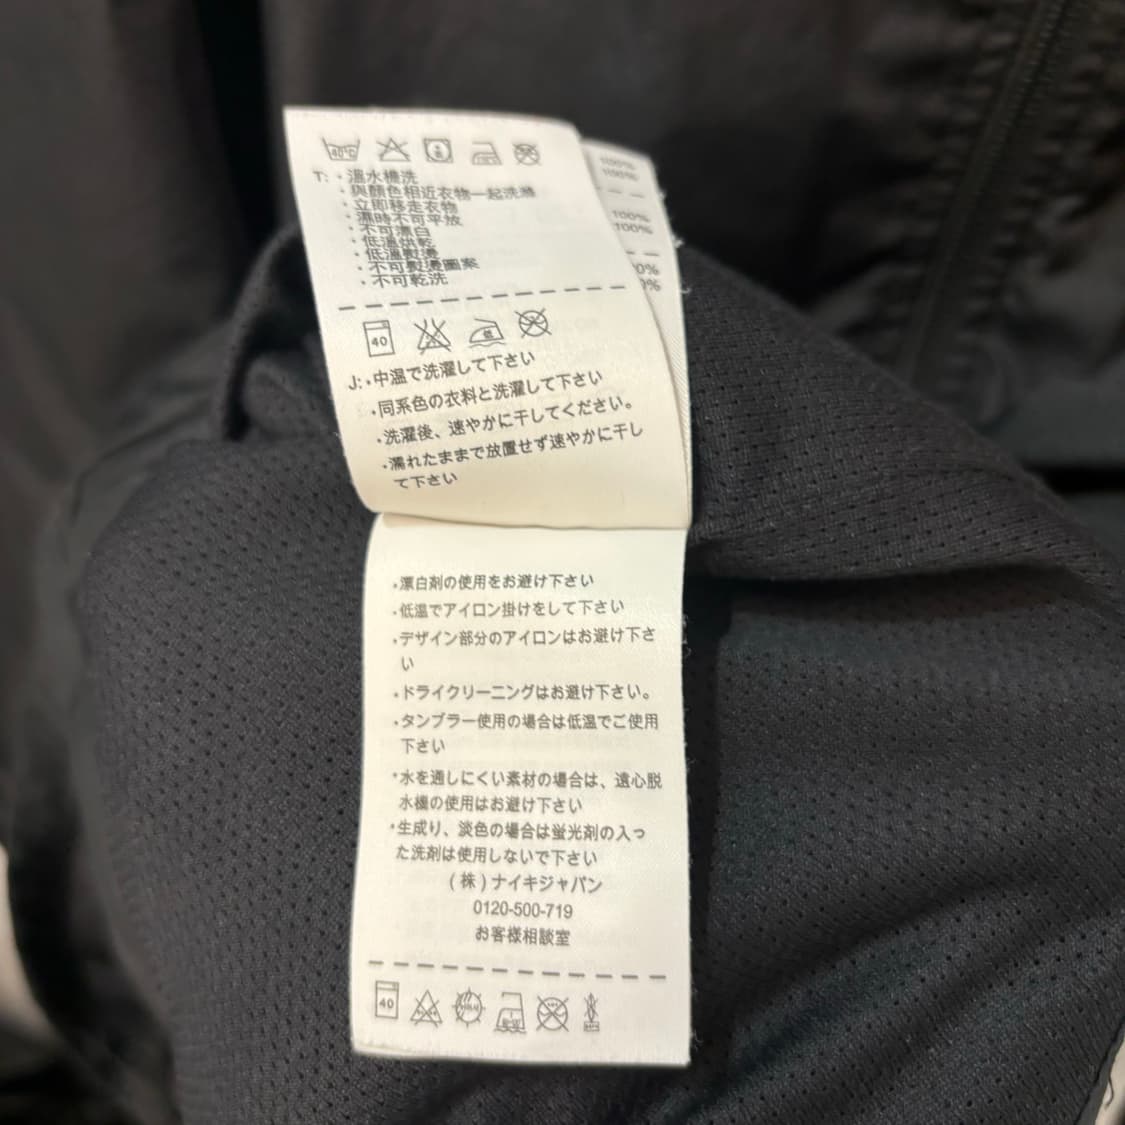 40°C
T: ・溫水機洗
・與顏色相近衣物一起洗滌
・立即移走衣物
・濕時不可平放
・不可漂白
・低溫烘乾
・低溫熨燙
・不可熨燙圖案
・不可乾洗
100%
100%
100%
100%
0%
0%
40
低
J:・中温で洗濯して下さい
・同系色の衣料と洗濯して下さい
・洗濯後、速やかに干してください。
・濡れたままで放置せず速やかに干し
て下さい
・漂白剤の使用をお避け下さい
・低温でアイロン掛けをして下さい
・デザイン部分のアイロンはお避け下さ
い
・ドライクリーニングはお避け下さい。
・タンブラー使用の場合は低温でご使用
下さい
*水を通しにくい素材の場合は、遠心脱
水機の使用はお避け下さい
*生成り、淡色の場合は蛍光剤の入っ
た洗剤は使用しないで下さい
(株)ナイキジャパン
0120-500-719
お客様相談室
40